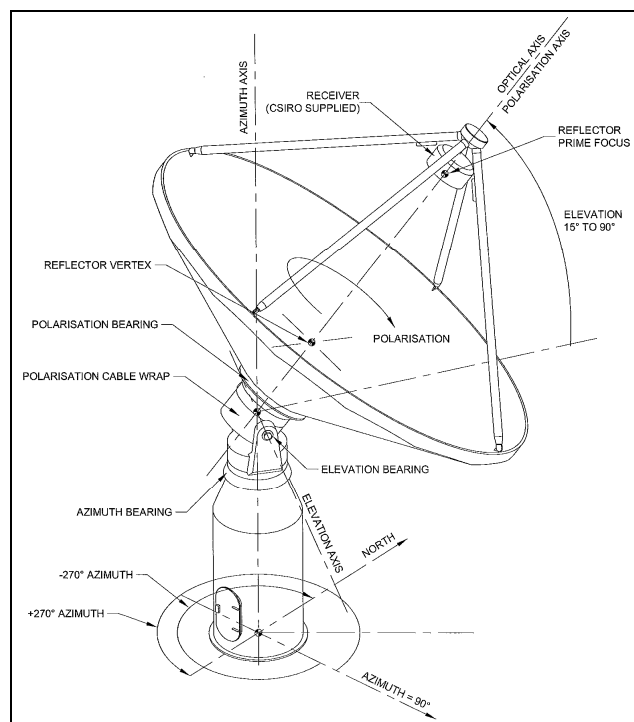 AZIMUTH AXIS
OPTICAL AXIS
POLARISATION AXIS
RECEIVER
(CSIRO SUPPLIED)
REFLECTOR
PRIME FOCUS
ELEVATION
15° TO 90°
REFLECTOR VERTEX
POLARISATION BEARING
POLARISATION
POLARISATION CABLE WRAP
ELEVATION BEARING
AZIMUTH BEARING
ELEVATION AXIS
NORTH
-270° AZIMUTH
+270° AZIMUTH
AZIMUTH = 90°